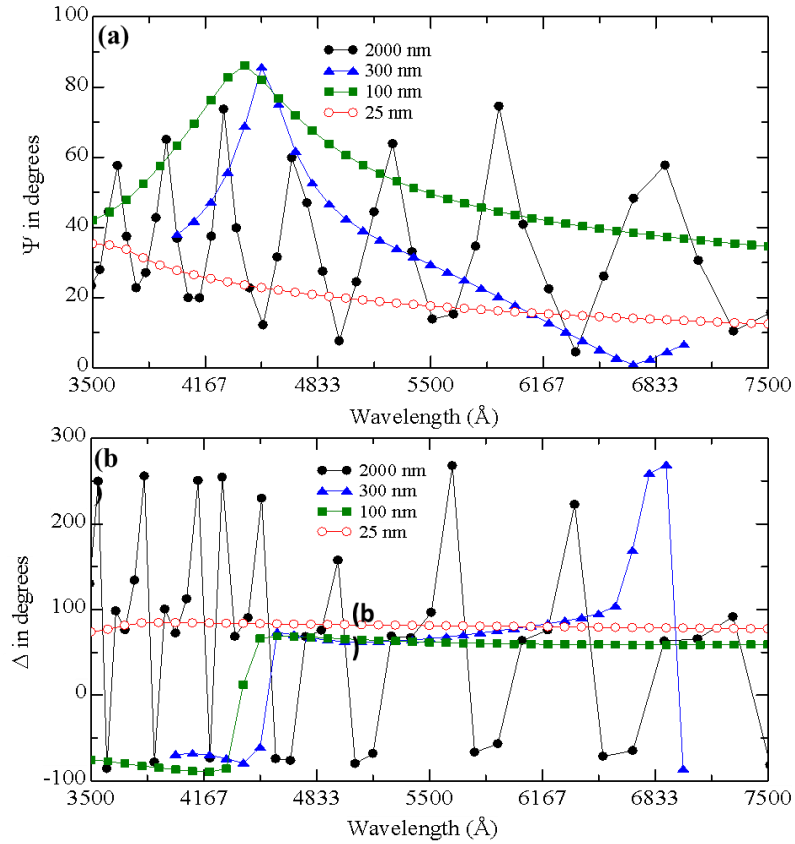 (a)
100
80
60
40
20
0
Ψ in degrees
2000 nm
300 nm
100 nm
25 nm
3500 4167 4833 5500 6167 6833 7500
Wavelength (Å)
(b)
300
200
100
0
-100
Δ in degrees
2000 nm
300 nm
100 nm
25 nm
)
(b
)
3500 4167 4833 5500 6167 6833 7500
Wavelength (Å)